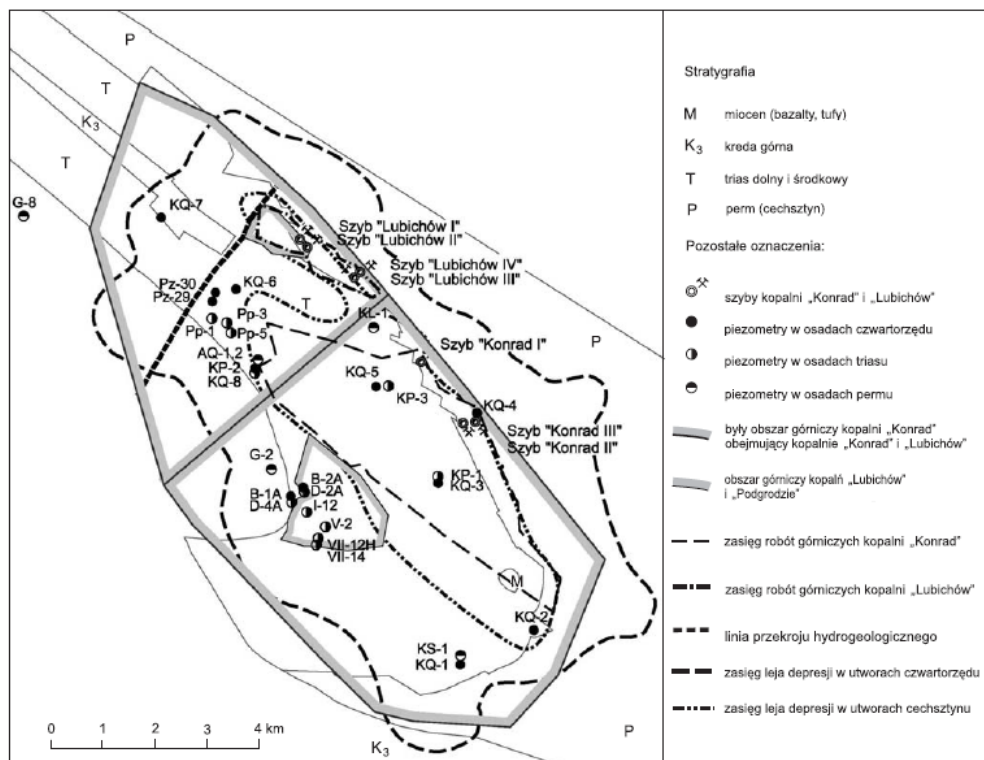 P
T
K3
T
G-8
KQ-7
Szyb "Lubichów I"
Szyb "Lubichów II"
Szyb "Lubichów IV"
Szyb "Lubichów III"
Pz-30
Pz-29
KQ-6
T
Pp-3
Pp-1
Pp-5
KL-1
P
Szyb "Konrad I"
AQ-1,2
KP-2
KQ-8
KQ-5
KP-3
KQ-4
Szyb "Konrad III"
Szyb "Konrad II"
G-2
B-2A
B-1A
D-2A
D-4A
I-12
V-2
VII-12H
VII-14
KP-1
KQ-3
M
KQ-2
KS-1
KQ-1
0 1 2 3 4 km
K3
P
Stratygrafia
M miocen (bazalty, tufy)
K3 kreda górna
T trias dolny i środkowy
P perm (cechsztyn)
Pozostałe oznaczenia:
szyby kopalni „Konrad" i „Lubichów"
piezometry w osadach czwartorzędu
piezometry w osadach triasu
piezometry w osadach permu
były obszar górniczy kopalni „Konrad"
obejmujący kopalnie „Konrad" i „Lubichów"
obszar górniczy kopalń „Lubichów"
i „Podgrodzie"
zasięg robót górniczych kopalni „Konrad"
zasięg robót górniczych kopalni „Lubichów"
linia przekroju hydrogeologicznego
zasięg leja depresji w utworach czwartorzędu
zasięg leja depresji w utworach cechsztynu